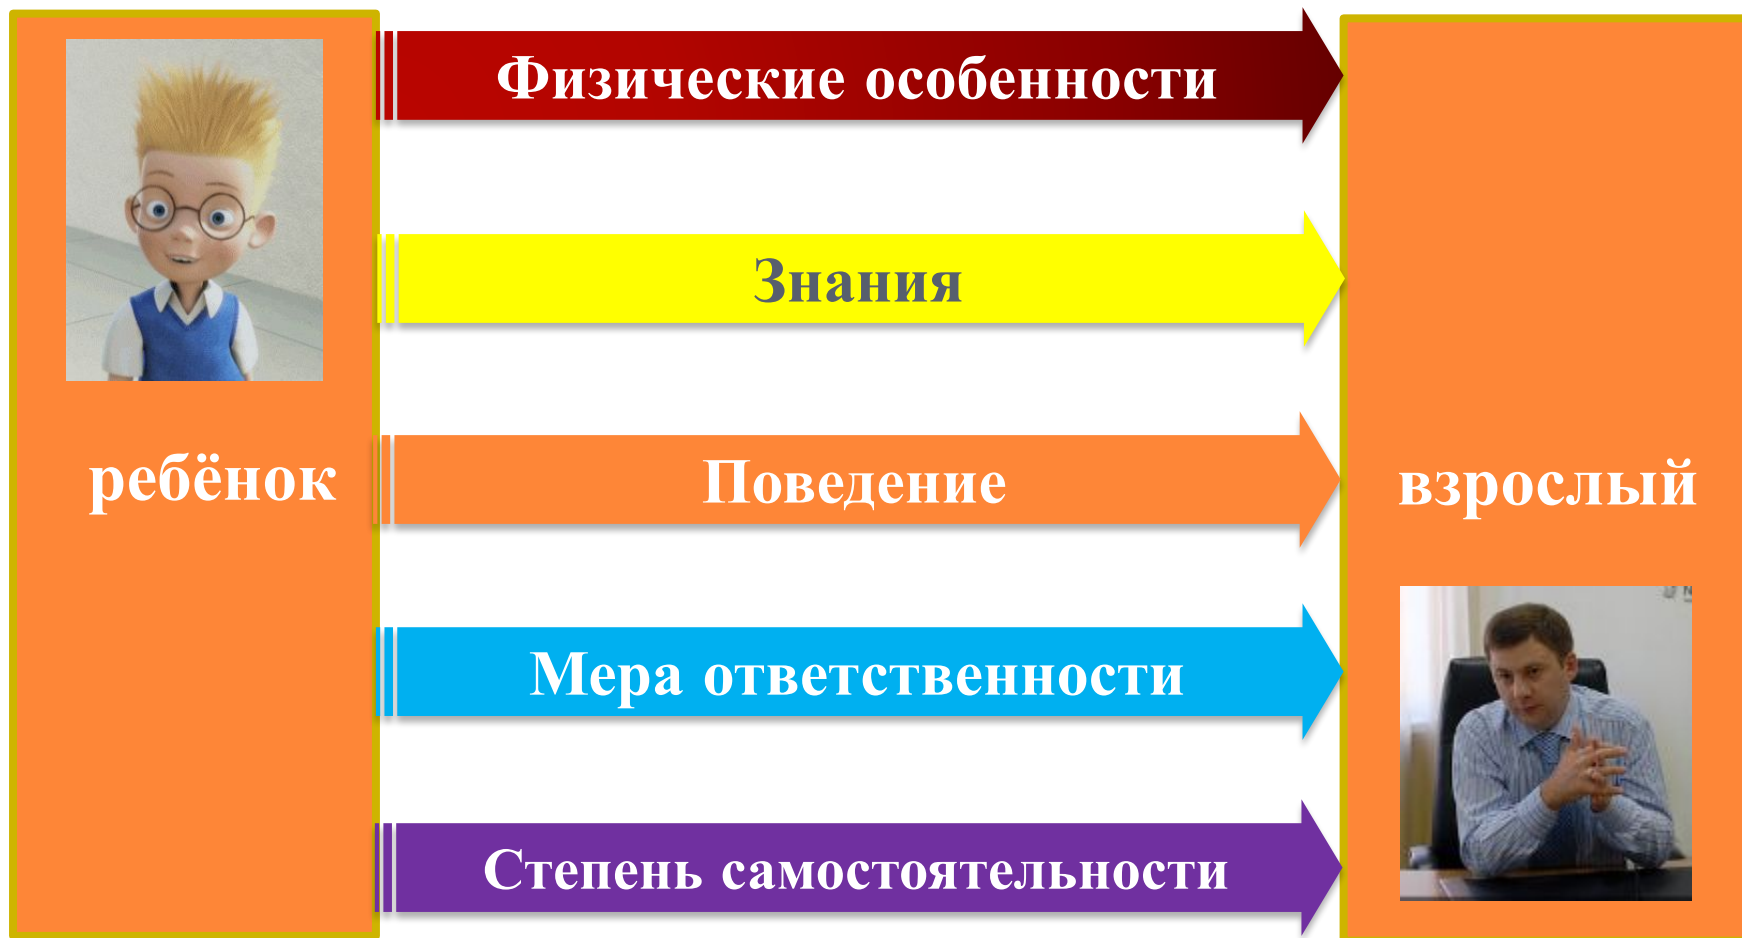 Физические особенности
Знания
ребёнок
Поведение
взрослый
Мера ответственности
Степень самостоятельности